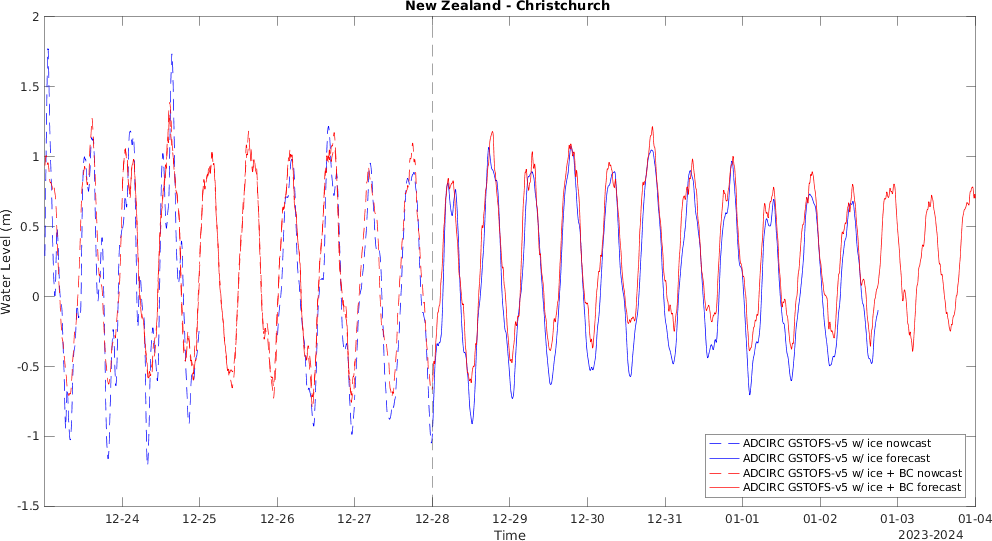 New Zealand - Christchurch
2
1.5
1
0.5
0
-0.5
-1
-1.5
Water Level (m)
12-24 12-25 12-26 12-27 12-28 12-29 12-30 12-31 01-01 01-02 01-03 01-04
Time
2023-2024
ADCIRC GSTOFS-v5 w/ ice nowcast
ADCIRC GSTOFS-v5 w/ ice forecast
ADCIRC GSTOFS-v5 w/ ice + BC nowcast
ADCIRC GSTOFS-v5 w/ ice + BC forecast